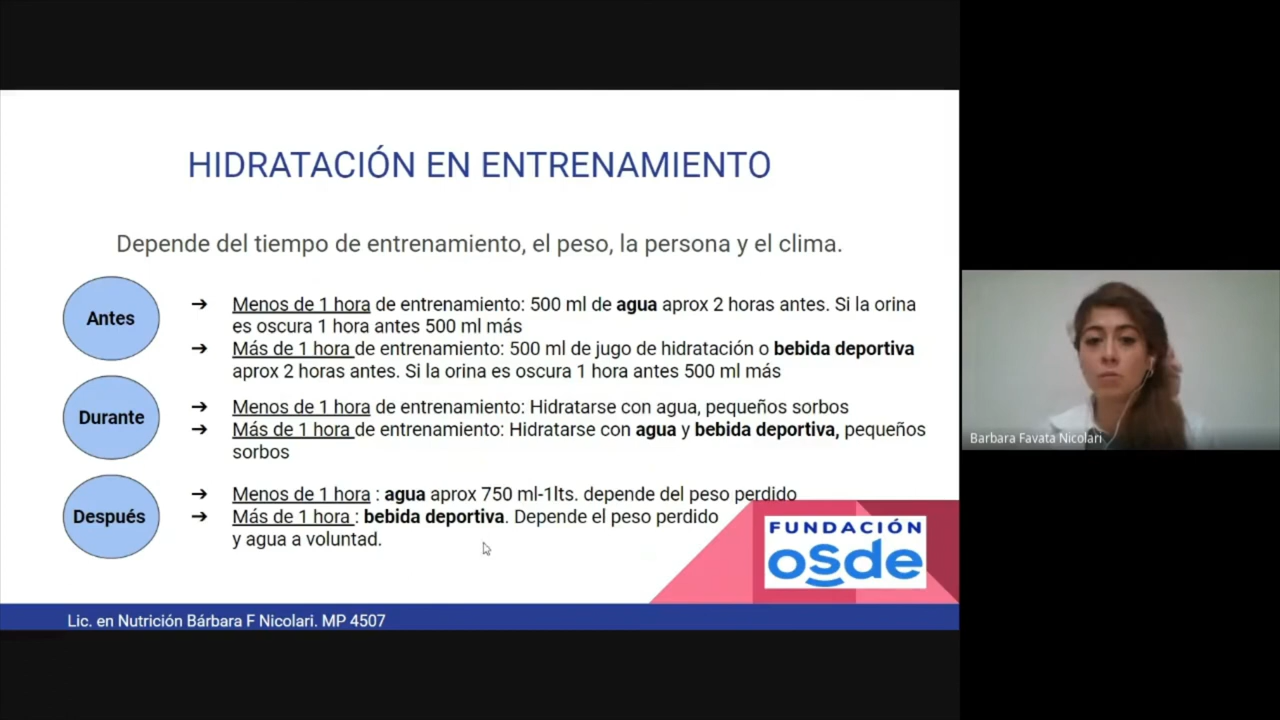 HIDRATACIÓN EN ENTRENAMIENTO
Depende del tiempo de entrenamiento, el peso, la persona y el clima.
Antes
➔ Menos de 1 hora de entrenamiento: 500 ml de agua aprox 2 horas antes. Si la orina
es oscura 1 hora antes 500 ml más
➔ Más de 1 hora de entrenamiento: 500 ml de jugo de hidratación o bebida deportiva
aprox 2 horas antes. Si la orina es oscura 1 hora antes 500 ml más
Durante
➔ Menos de 1 hora de entrenamiento: Hidratarse con agua, pequeños sorbos
➔ Más de 1 hora de entrenamiento: Hidratarse con agua y bebida deportiva, pequeños
sorbos
Después
➔ Menos de 1 hora : agua aprox 750 ml-1lts. depende del peso perdido
➔ Más de 1 hora : bebida deportiva. Depende el peso perdido
y agua a voluntad.
FUNDACIÓN
osde
Lic. en Nutrición Bárbara F Nicolari. MP 4507
Barbara Favata Nicolari